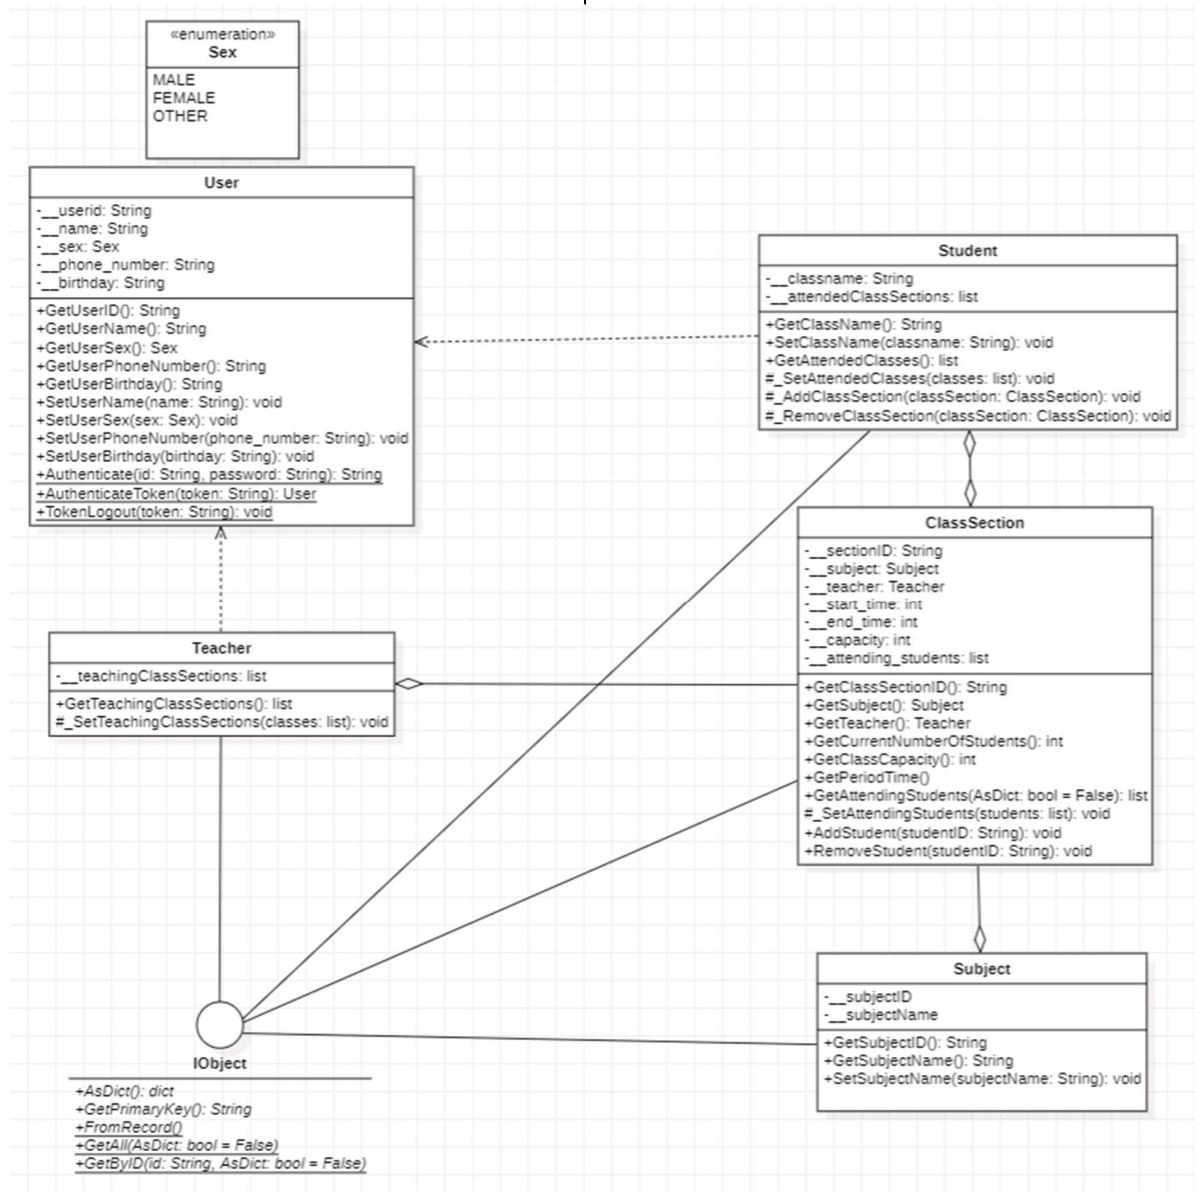 «enumeration»
Sex
MALE
FEMALE
OTHER
User
-__userid: String
-__name: String
-__sex: Sex
-__phone_number: String
-__birthday: String
+GetUserID(): String
+GetUserName(): String
+GetUserSex(): Sex
+GetUserPhoneNumber(): String
+GetUserBirthday(): String
+SetUserName(name: String): void
+SetUserSex(sex: Sex): void
+SetUserPhoneNumber(phone_number: String): void
+SetUserBirthday(birthday: String): void
+Authenticate(id: String, password: String): String
+AuthenticateToken(token: String): User
+TokenLogout(token: String): void
Student
-__classname: String
-__attendedClassSections: list
+GetClassName(): String
+SetClassName(classname: String): void
+GetAttendedClasses(): list
#_SetAttendedClasses(classes: list): void
#_AddClassSection(classSection: ClassSection): void
#_RemoveClassSection(classSection: ClassSection): void
ClassSection
-__sectionID: String
-__subject: Subject
-__teacher: Teacher
-__start_time: int
-__end_time: int
-__capacity: int
-__attending_students: list
+GetClassSectionID(): String
+GetSubject(): Subject
+GetTeacher(): Teacher
+GetCurrentNumberOfStudents(): int
+GetClassCapacity(): int
+GetPeriodTime()
+GetAttendingStudents(AsDict: bool = False): list
#_SetAttendingStudents(students: list): void
+AddStudent(studentID: String): void
+RemoveStudent(studentID: String): void
Teacher
-__teachingClassSections: list
+GetTeachingClassSections(): list
#_SetTeachingClassSections(classes: list): void
Subject
-__subjectID
-__subjectName
+GetSubjectID(): String
+GetSubjectName(): String
+SetSubjectName(subjectName: String): void
IObject
+AsDict(): dict
+GetPrimaryKey(): String
+FromRecord()
+GetAll(AsDict: bool = False)
+GetByID(id: String, AsDict: bool = False)